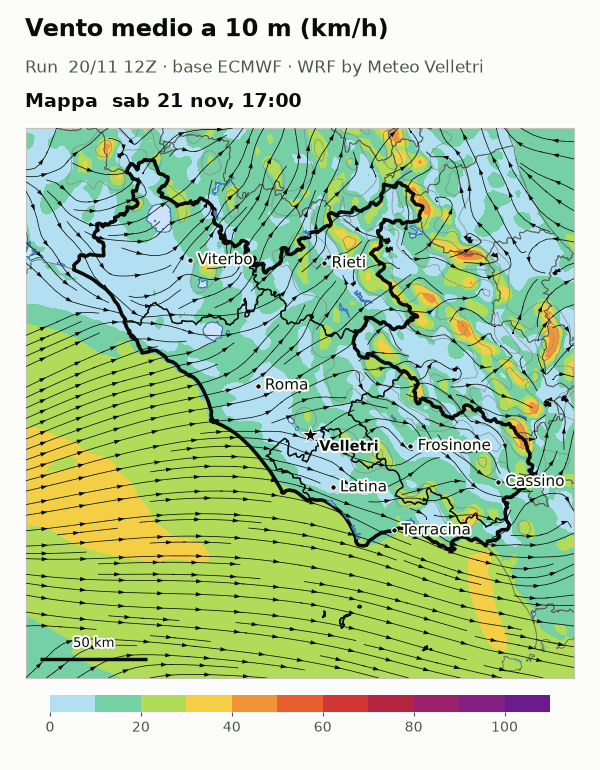 Vento medio a 10 m (km/h)
Run  20/11 12Z · base ECMWF · WRF by Meteo Velletri
Mappa  sab 21 nov, 17:00
Viterbo
Rieti
Roma
Velletri
Frosinone
Latina
Cassino
Terracina
50 km
0 20 40 60 80 100